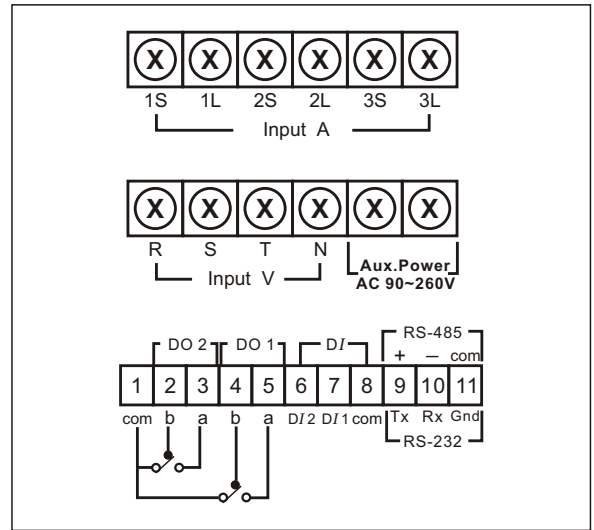 X X X X X X
1S 1L 2S 2L 3S 3L
Input A
X X X X X X
R S T N
Input V
Aux.Power
AC 90~260V
RS-485
DO 2 DO 1 DI + – com
1 2 3 4 5 6 7 8 9 10 11
com b a b a DI2 DI1 com Tx Rx Gnd
RS-232